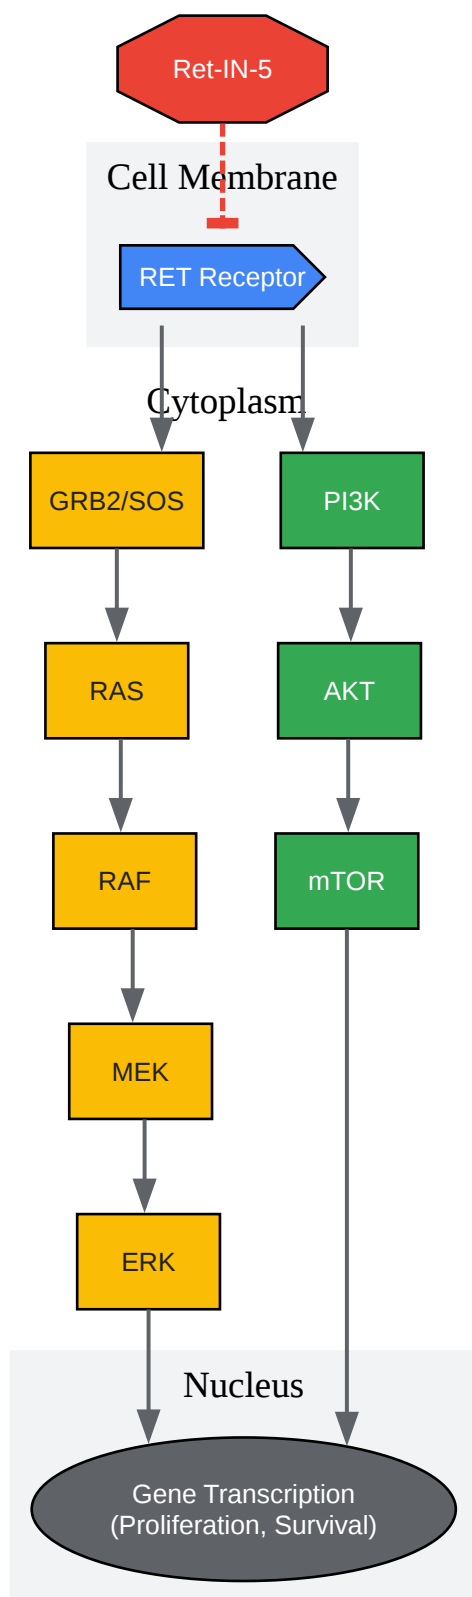 Ret-IN-5
Cell Membrane
RET Receptor
Cytoplasm
GRB2/SOS
PI3K
RAS
AKT
RAF
mTOR
MEK
ERK
Nucleus
Gene Transcription
(Proliferation, Survival)